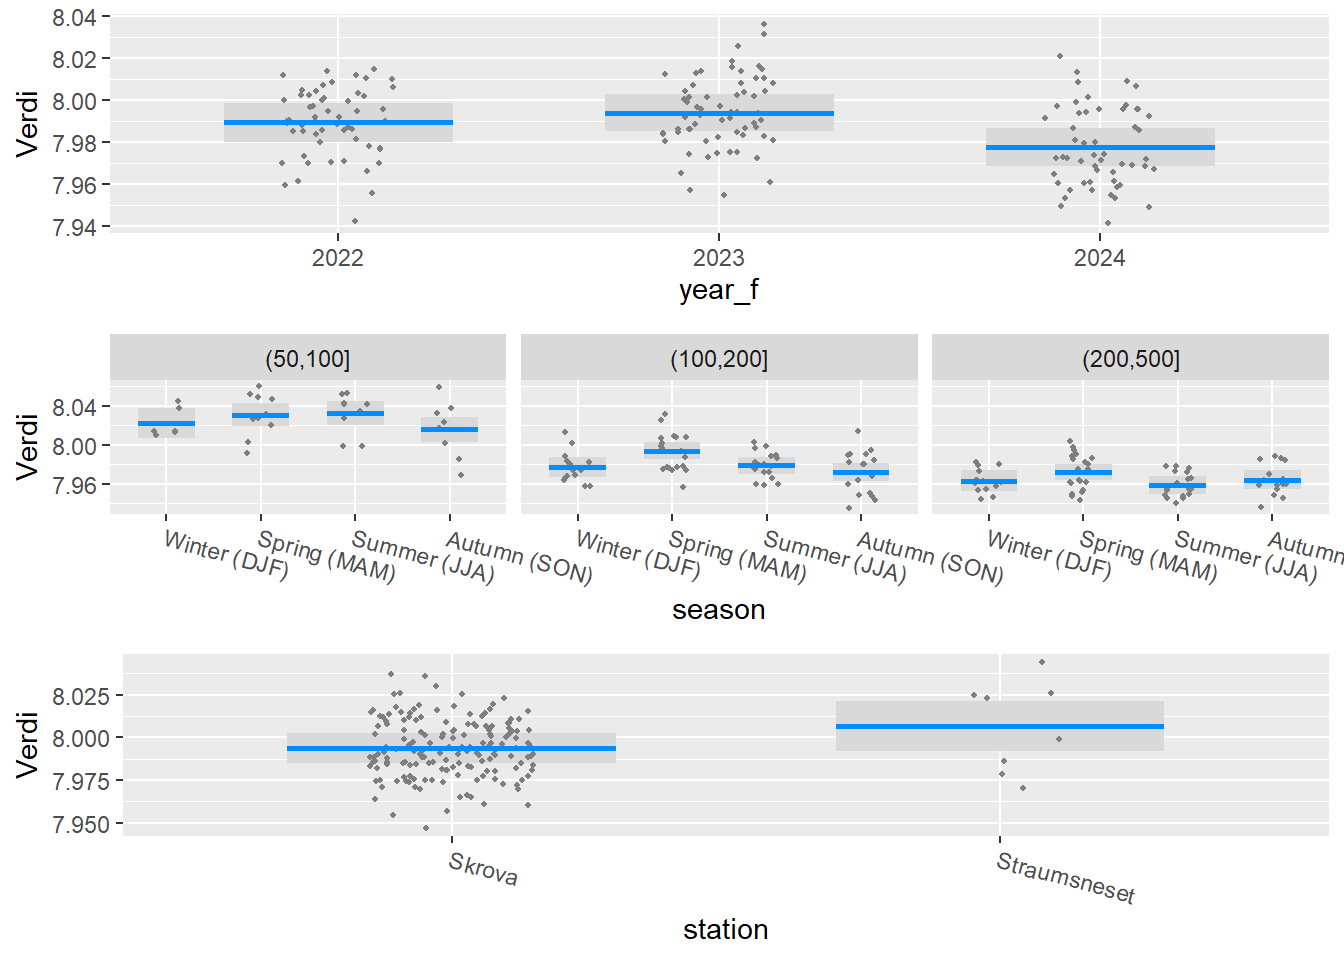 8.04
8.02
8.00
7.98
7.96
7.94
Verdi
2022 2023 2024
year_f
(50,100] (100,200] (200,500]
8.04
8.00
7.96
Verdi
Winter (DJF) Spring (MAM) Summer (JJA) Autumn (SON) Winter (DJF) Spring (MAM) Summer (JJA) Autumn (SON) Winter (DJF) Spring (MAM) Summer (JJA) Autumn
season
8.025
8.000
7.975
7.950
Verdi
Skrova Straumsneset
station